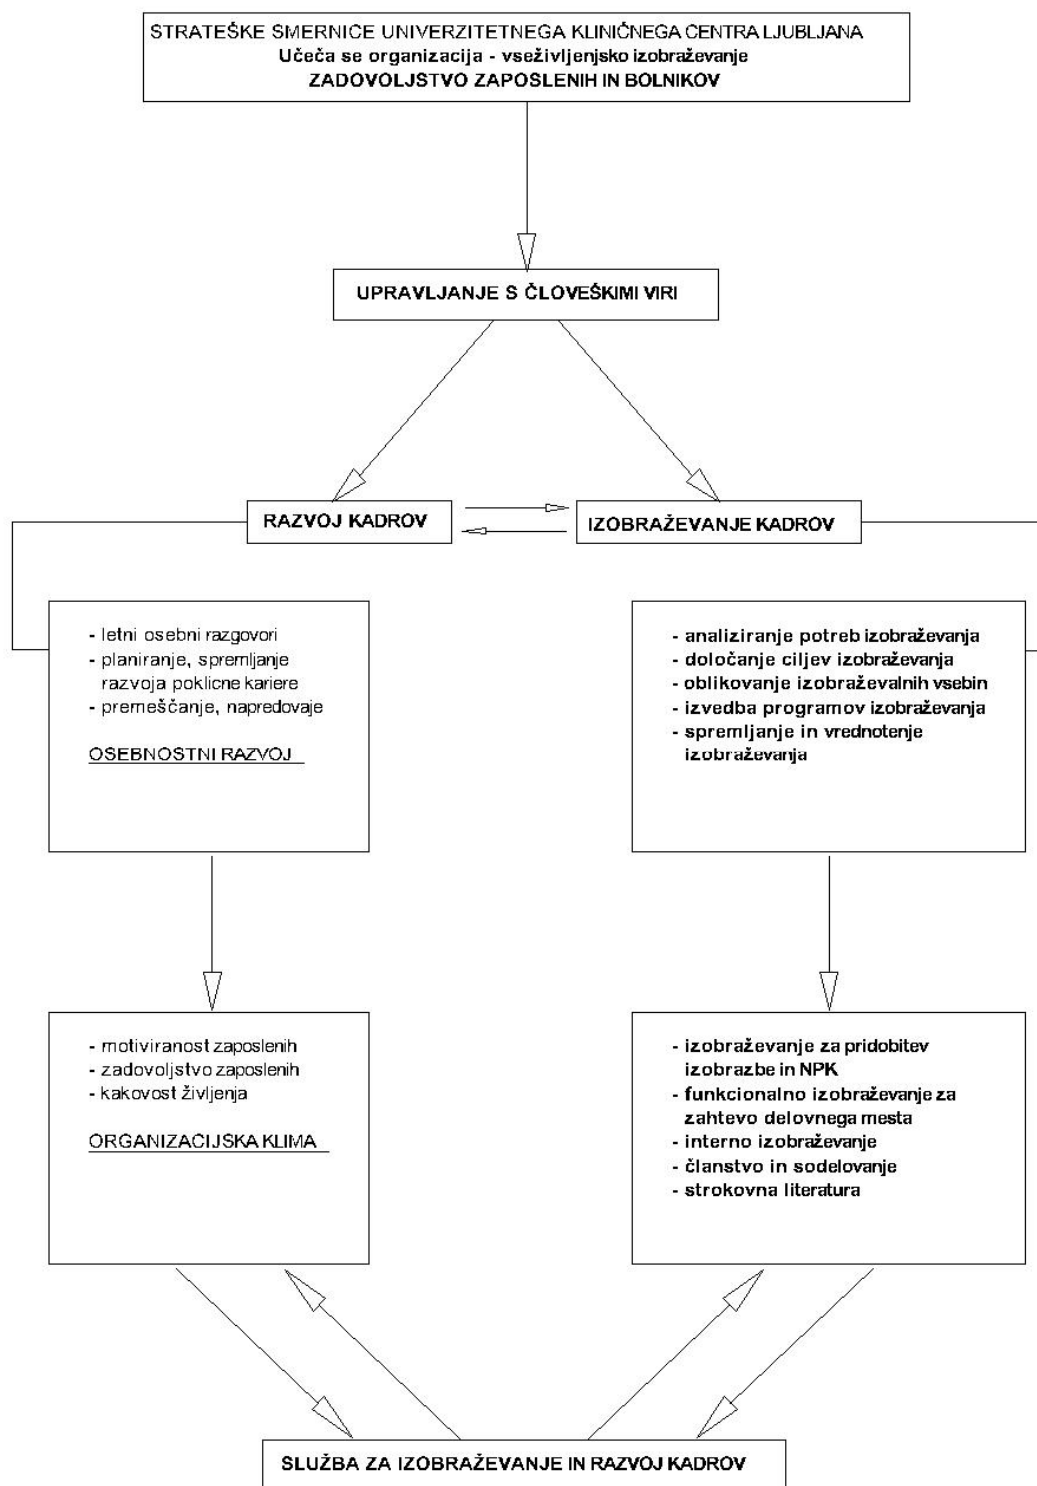 STRATEŠKE SMERNICE UNIVERZITETNEGA KLINIČNEGA CENTRA LJUBLJANA
Učeča se organizacija - vseživljenjsko izobraževanje
ZADOVOLJSTVO ZAPOSLENIH IN BOLNIKOV
UPRAVLJANJE S ČLOVEŠKIMI VIRI
RAZVOJ KADROV
IZOBRAŽEVANJE KADROV
- letni osebni razgovori
- planiranje, spremljanje
razvoja poklicne kariere
- premeščanje, napredovaje
OSEBNOSTNI RAZVOJ
- analiziranje potreb izobraževanja
- določanje ciljev izobraževanja
- oblikovanje izobraževalnih vsebin
- izvedba programov izobraževanja
- spremljanje in vrednotenje
izobraževanja
- motiviranost zaposlenih
- zadovoljstvo zaposlenih
- kakovost življenja
ORGANIZACIJSKA KLIMA
- izobraževanje za pridobitev
izobrazbe in NPK
- funkcionalno izobraževanje za
zahtevo delovnega mesta
- interno izobraževanje
- članstvo in sodelovanje
- strokovna literatura
SLUŽBA ZA IZOBRAŽEVANJE IN RAZVOJ KADROV